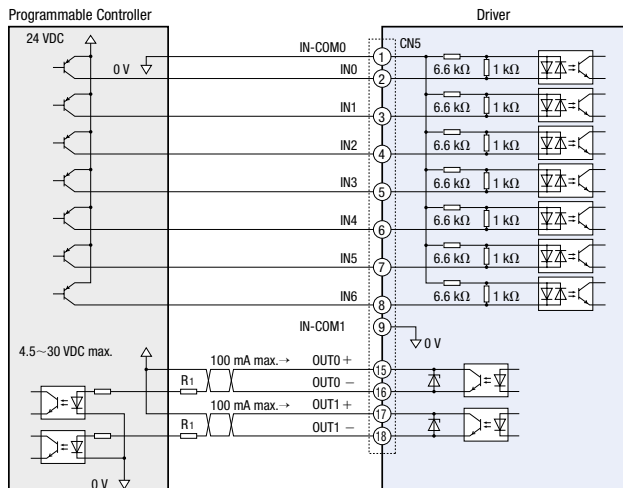 Programmable Controller
Driver
24 VDC
0 V
IN-COM0
1
CN5
IN0
2
6.6 kΩ
1 kΩ
IN1
3
6.6 kΩ
1 kΩ
IN2
4
6.6 kΩ
1 kΩ
IN3
5
6.6 kΩ
1 kΩ
IN4
6
6.6 kΩ
1 kΩ
IN5
7
6.6 kΩ
1 kΩ
IN6
8
6.6 kΩ
1 kΩ
IN-COM1
9
0 V
4.5~30 VDC max.
100 mA max.→
OUT0 +
15
R1
OUT0 −
16
100 mA max.→
OUT1 +
17
R1
OUT1 −
18
0 V